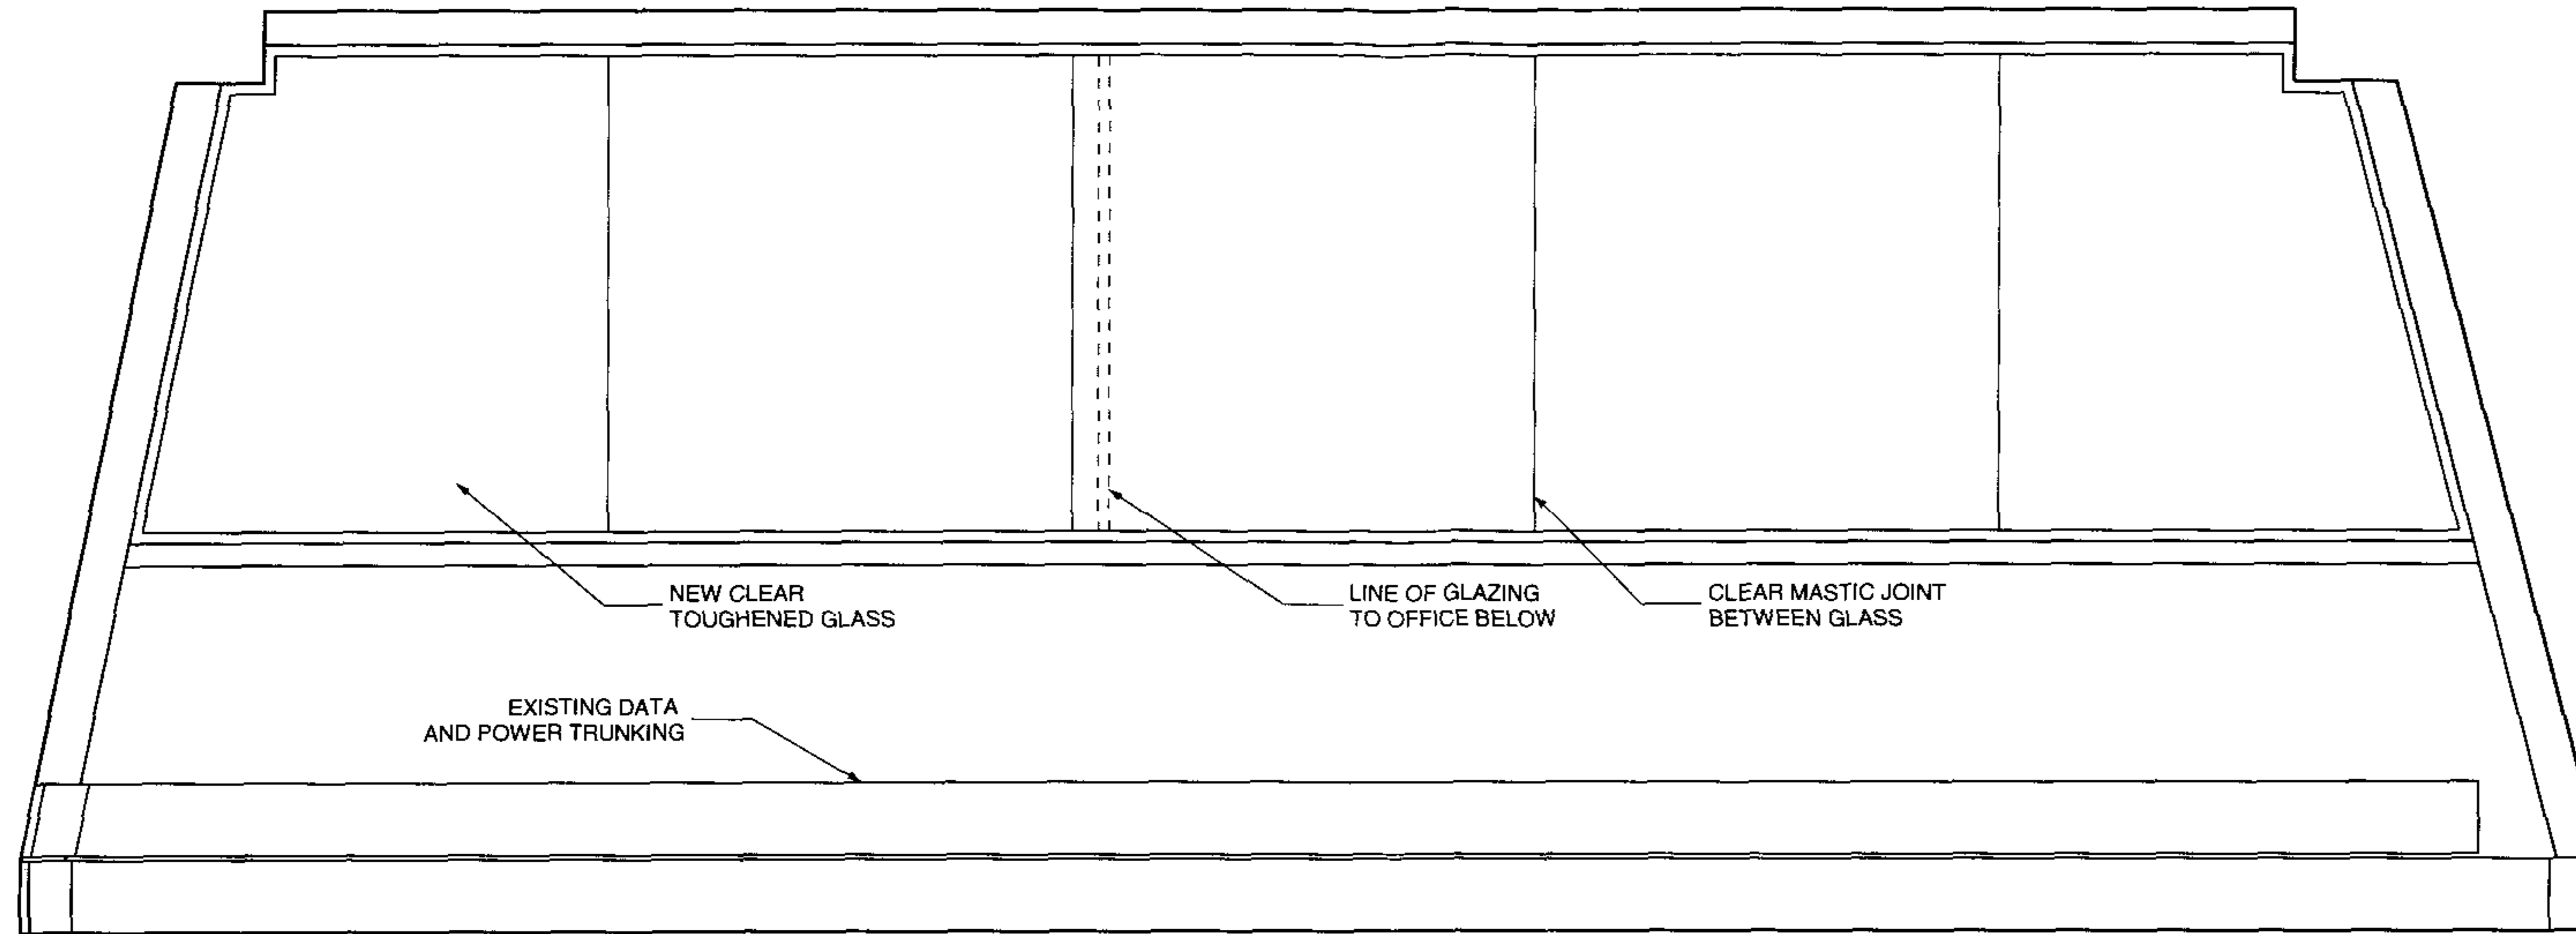 NEW CLEAR
TOUGHENED GLASS
LINE OF GLAZING
TO OFFICE BELOW
CLEAR MASTIC JOINT
BETWEEN GLASS
EXISTING DATA
AND POWER TRUNKING